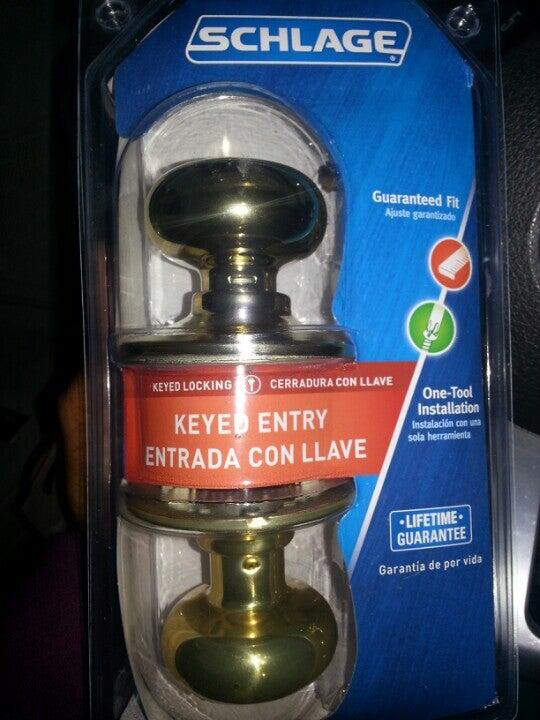 SCHLAGE
Guaranteed Fit
Ajuste garantizado
KEYED LOCKING CERRADURA CON LLAVE
KEYED ENTRY
ENTRADA CON LLAVE
One-Tool
Installation
Instalación con una
sola herramienta
• LIFETIME •
GUARANTEE
Garantía de por vida